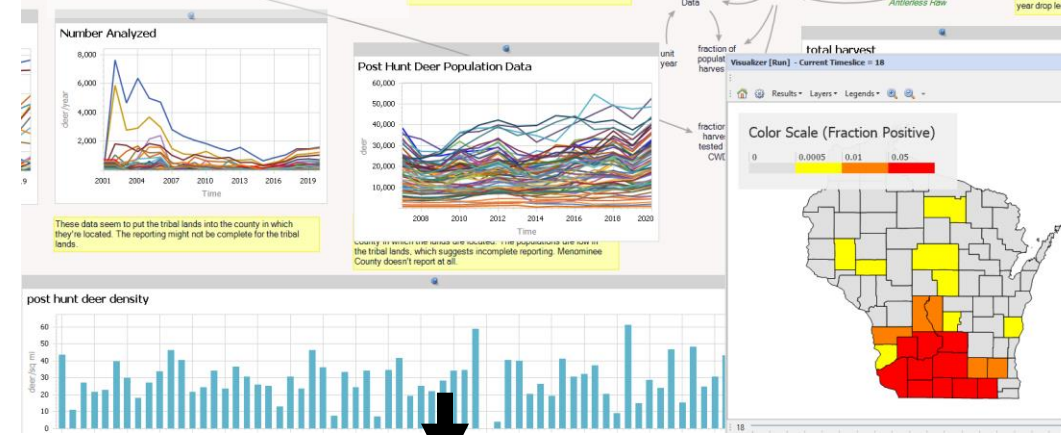 Data
Antlerless Raw
year drop le
Number Analyzed
8,000
6,000
4,000
2,000
deer/year
2001 2004 2007 2010 2013 2016 2019
Time
These data seem to put the tribal lands into the county in which
they're located. The reporting might not be complete for the tribal
lands.
Post Hunt Deer Population Data
60,000
50,000
40,000
30,000
20,000
10,000
deer
2008 2010 2012 2014 2016 2018 2020
Time
county in which the lands are located. The populations are low in
the tribal lands, which suggests incomplete reporting. Menominee
County doesn't report at all.
unit
year
fraction of
populat
harves
fraction
harve
tested
CWD
total harvest
Visualizer [Run] - Current Timeslice = 18
Results Layers Legends
Color Scale (Fraction Positive)
0 0.0005 0.01 0.05
18
post hunt deer density
60
50
40
30
20
10
0
deer/sq mi